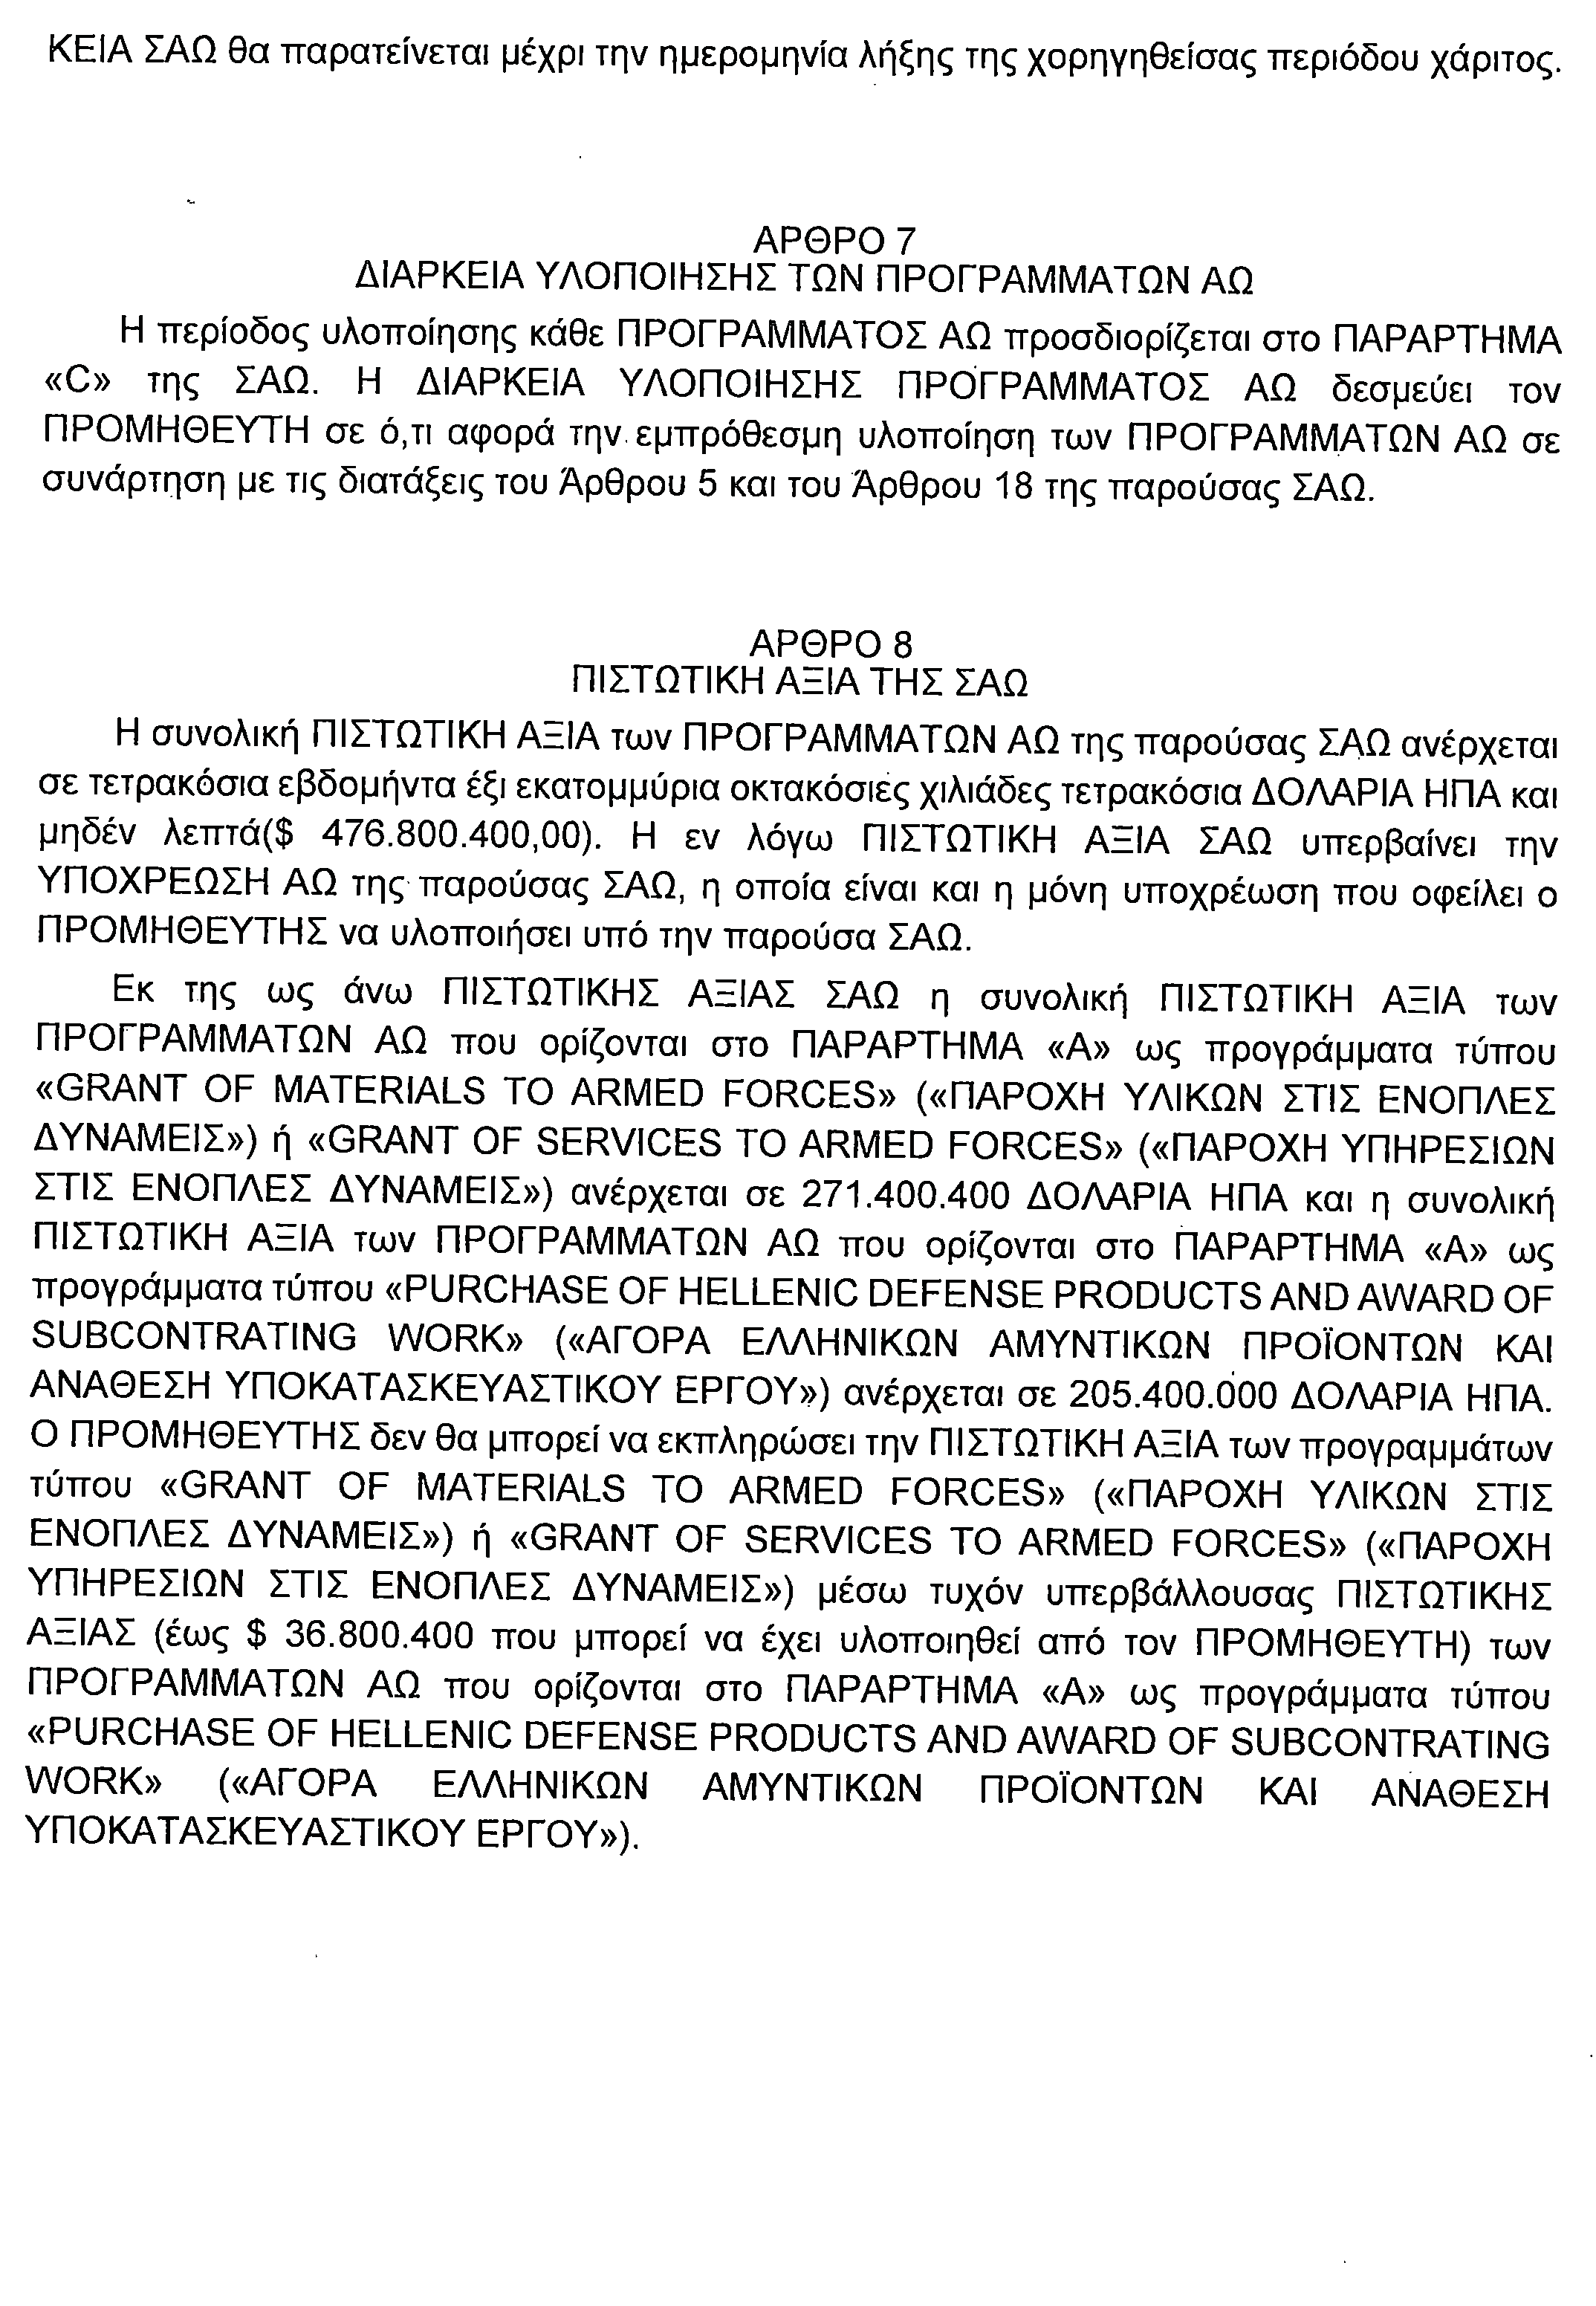 ΚΕΙΑ ΣΑΩ θα παρατείνεται μέχρι την ημερομηνία λήξης της χορηγηθείσας περιόδου χάριτος.
ΑΡΘΡΟ 7
ΔΙΑΡΚΕΙΑ ΥΛΟΠΟΙΗΣΗΣ ΤΩΝ ΠΡΟΓΡΑΜΜΑΤΩΝ ΑΩ
Η περίοδος υλοποίησης κάθε ΠΡΟΓΡΑΜΜΑΤΟΣ ΑΩ προσδιορίζεται στο ΠΑΡΑΡΤΗΜΑ
«C» της ΣΑΩ. Η ΔΙΑΡΚΕΙΑ ΥΛΟΠΟΙΗΣΗΣ ΠΡΟΓΡΑΜΜΑΤΟΣ ΑΩ δεσμεύει τον
ΠΡΟΜΗΘΕΥΤΗ σε ό,τι αφορά την εμπρόθεσμη υλοποίηση των ΠΡΟΓΡΑΜΜΑΤΩΝ ΑΩ σε
συνάρτηση με τις διατάξεις του Άρθρου 5 και του Άρθρου 18 της παρούσας ΣΑΩ.
ΑΡΘΡΟ 8
ΠΙΣΤΩΤΙΚΗ ΑΞΙΑ ΤΗΣ ΣΑΩ
Η συνολική ΠΙΣΤΩΤΙΚΗ ΑΞΙΑ των ΠΡΟΓΡΑΜΜΑΤΩΝ ΑΩ της παρούσας ΣΑΩ ανέρχεται
σε τετρακόσια εβδομήντα έξι εκατομμύρια οκτακόσιες χιλιάδες τετρακόσια ΔΟΛΑΡΙΑ ΗΠΑ και
μηδέν λεπτά($ 476.800.400,00). Η εν λόγω ΠΙΣΤΩΤΙΚΗ ΑΞΙΑ ΣΑΩ υπερβαίνει την
ΥΠΟΧΡΕΩΣΗ ΑΩ της παρούσας ΣΑΩ, η οποία είναι και η μόνη υποχρέωση που οφείλει ο
ΠΡΟΜΗΘΕΥΤΗΣ να υλοποιήσει υπό την παρούσα ΣΑΩ.
Εκ της ως άνω ΠΙΣΤΩΤΙΚΗΣ ΑΞΙΑΣ ΣΑΩ η συνολική ΠΙΣΤΩΤΙΚΗ ΑΞΙΑ των
ΠΡΟΓΡΑΜΜΑΤΩΝ ΑΩ που ορίζονται στο ΠΑΡΑΡΤΗΜΑ «Α» ως προγράμματα τύπου
«GRANT OF MATERIALS TO ARMED FORCES» («ΠΑΡΟΧΗ ΥΛΙΚΩΝ ΣΤΙΣ ΕΝΟΠΛΕΣ
ΔΥΝΑΜΕΙΣ») ή «GRANT OF SERVICES TO ARMED FORCES» («ΠΑΡΟΧΗ ΥΠΗΡΕΣΙΩΝ
ΣΤΙΣ ΕΝΟΠΛΕΣ ΔΥΝΑΜΕΙΣ») ανέρχεται σε 271.400.400 ΔΟΛΑΡΙΑ ΗΠΑ και η συνολική
ΠΙΣΤΩΤΙΚΗ ΑΞΙΑ των ΠΡΟΓΡΑΜΜΑΤΩΝ ΑΩ που ορίζονται στο ΠΑΡΑΡΤΗΜΑ «Α» ως
προγράμματα τύπου «PURCHASE OF HELLENIC DEFENSE PRODUCTS AND AWARD OF
SUBCONTRATING WORK» («ΑΓΟΡΑ ΕΛΛΗΝΙΚΩΝ ΑΜΥΝΤΙΚΩΝ ΠΡΟΪΟΝΤΩΝ ΚΑΙ
ΑΝΑΘΕΣΗ ΥΠΟΚΑΤΑΣΚΕΥΑΣΤΙΚΟΥ ΕΡΓΟΥ») ανέρχεται σε 205.400.000 ΔΟΛΑΡΙΑ ΗΠΑ.
Ο ΠΡΟΜΗΘΕΥΤΗΣ δεν θα μπορεί να εκπληρώσει την ΠΙΣΤΩΤΙΚΗ ΑΞΙΑ των προγραμμάτων
τύπου «GRANT OF MATERIALS TO ARMED FORCES» («ΠΑΡΟΧΗ ΥΛΙΚΩΝ ΣΤΙΣ
ΕΝΟΠΛΕΣ ΔΥΝΑΜΕΙΣ») ή «GRANT OF SERVICES TO ARMED FORCES» («ΠΑΡΟΧΗ
ΥΠΗΡΕΣΙΩΝ ΣΤΙΣ ΕΝΟΠΛΕΣ ΔΥΝΑΜΕΙΣ») μέσω τυχόν υπερβάλλουσας ΠΙΣΤΩΤΙΚΗΣ
ΑΞΙΑΣ (έως $ 36.800.400 που μπορεί να έχει υλοποιηθεί από τον ΠΡΟΜΗΘΕΥΤΗ) των
ΠΡΟΓΡΑΜΜΑΤΩΝ ΑΩ που ορίζονται στο ΠΑΡΑΡΤΗΜΑ «Α» ως προγράμματα τύπου
«PURCHASE OF HELLENIC DEFENSE PRODUCTS AND AWARD OF SUBCONTRATING
WORK» («ΑΓΟΡΑ ΕΛΛΗΝΙΚΩΝ ΑΜΥΝΤΙΚΩΝ ΠΡΟΪΟΝΤΩΝ ΚΑΙ ΑΝΑΘΕΣΗ
ΥΠΟΚΑΤΑΣΚΕΥΑΣΤΙΚΟΥ ΕΡΓΟΥ»).